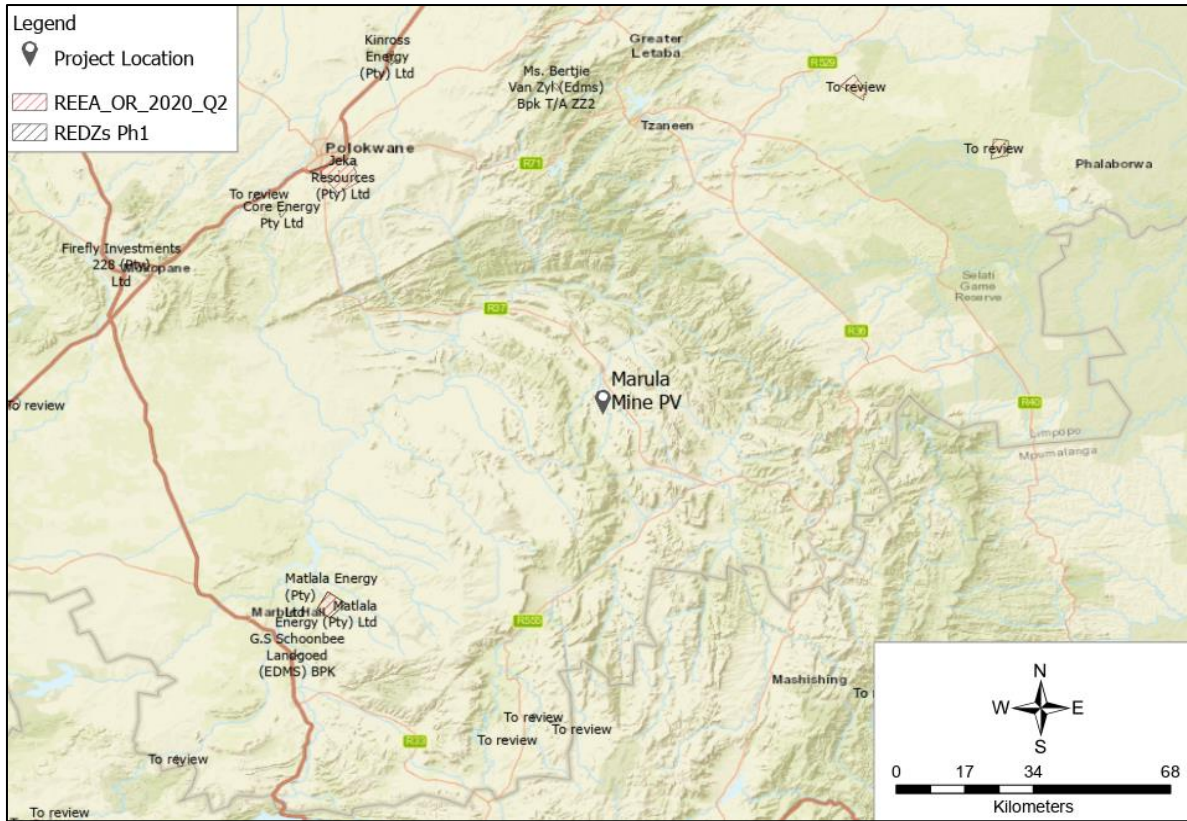 Legend
Project Location
REEA_OR_2020_Q2
REDZs Ph1
Kinross
Energy
(Pty) Ltd
Greater
Letaba
Ms. Bertjie
Van Zyl (Edms)
Bpk T/A ZZ2
R529
To review
Tzaneen
Polokwane
Jeka
Resources
(Pty) Ltd
R71
To review
Phalaborwa
To review
Core Energy
Pty Ltd
Firefly Investments
228 (Pty)
Ltd
Mokopane
Selati
Game
Reserve
R37
R36
Marula
Mine PV
To review
R40
Limpopo
Mpumalanga
Matlala Energy
(Pty)
Ltd
Marble Hall
Matlala
Energy (Pty) Ltd
G.S Schoonbee
Landgoed
(EDMS) BPK
R555
Mashishing
To r
To review
To review
To review
R33
To review
To review
N
W
E
S
0
17
34
68
Kilometers